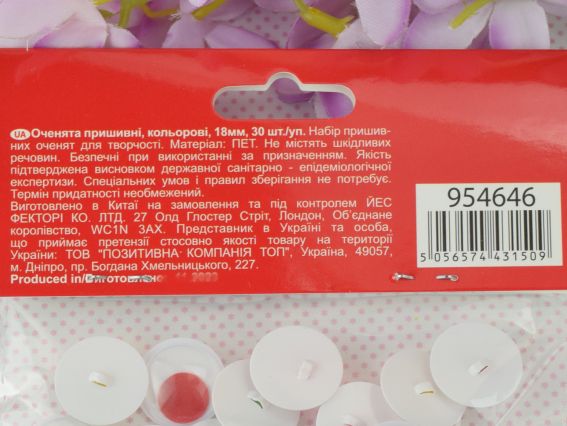 UA Оченята пришивні, кольорові, 18мм, 30 шт./уп. Набір пришив-
них оченят для творчості. Матеріал: ПЕТ. Не містять шкідливих
речовин. Безпечні при використанні за призначенням. Якість
підтверджена висновком державної санітарно - епідеміологічної
експертизи. Спеціальних умов і правил зберігання не потребує.
Термін придатності необмежений.
Виготовлено в Китаї на замовлення та під контролем ЙЕС
ФЕКТОРІ КО. ЛТД. 27 Олд Глостер Стріт, Лондон, Об'єднане
королівство, WC1N 3AX. Представник в Україні та особа,
що приймає претензії стосовно якості товару на території
України: ТОВ "ПОЗИТИВНА КОМПАНІЯ ТОП", Україна, 49057,
м. Дніпро, пр. Богдана Хмельницького, 227.
Produced in/Виготовлено: 11.2023
954646
5 056574 431509